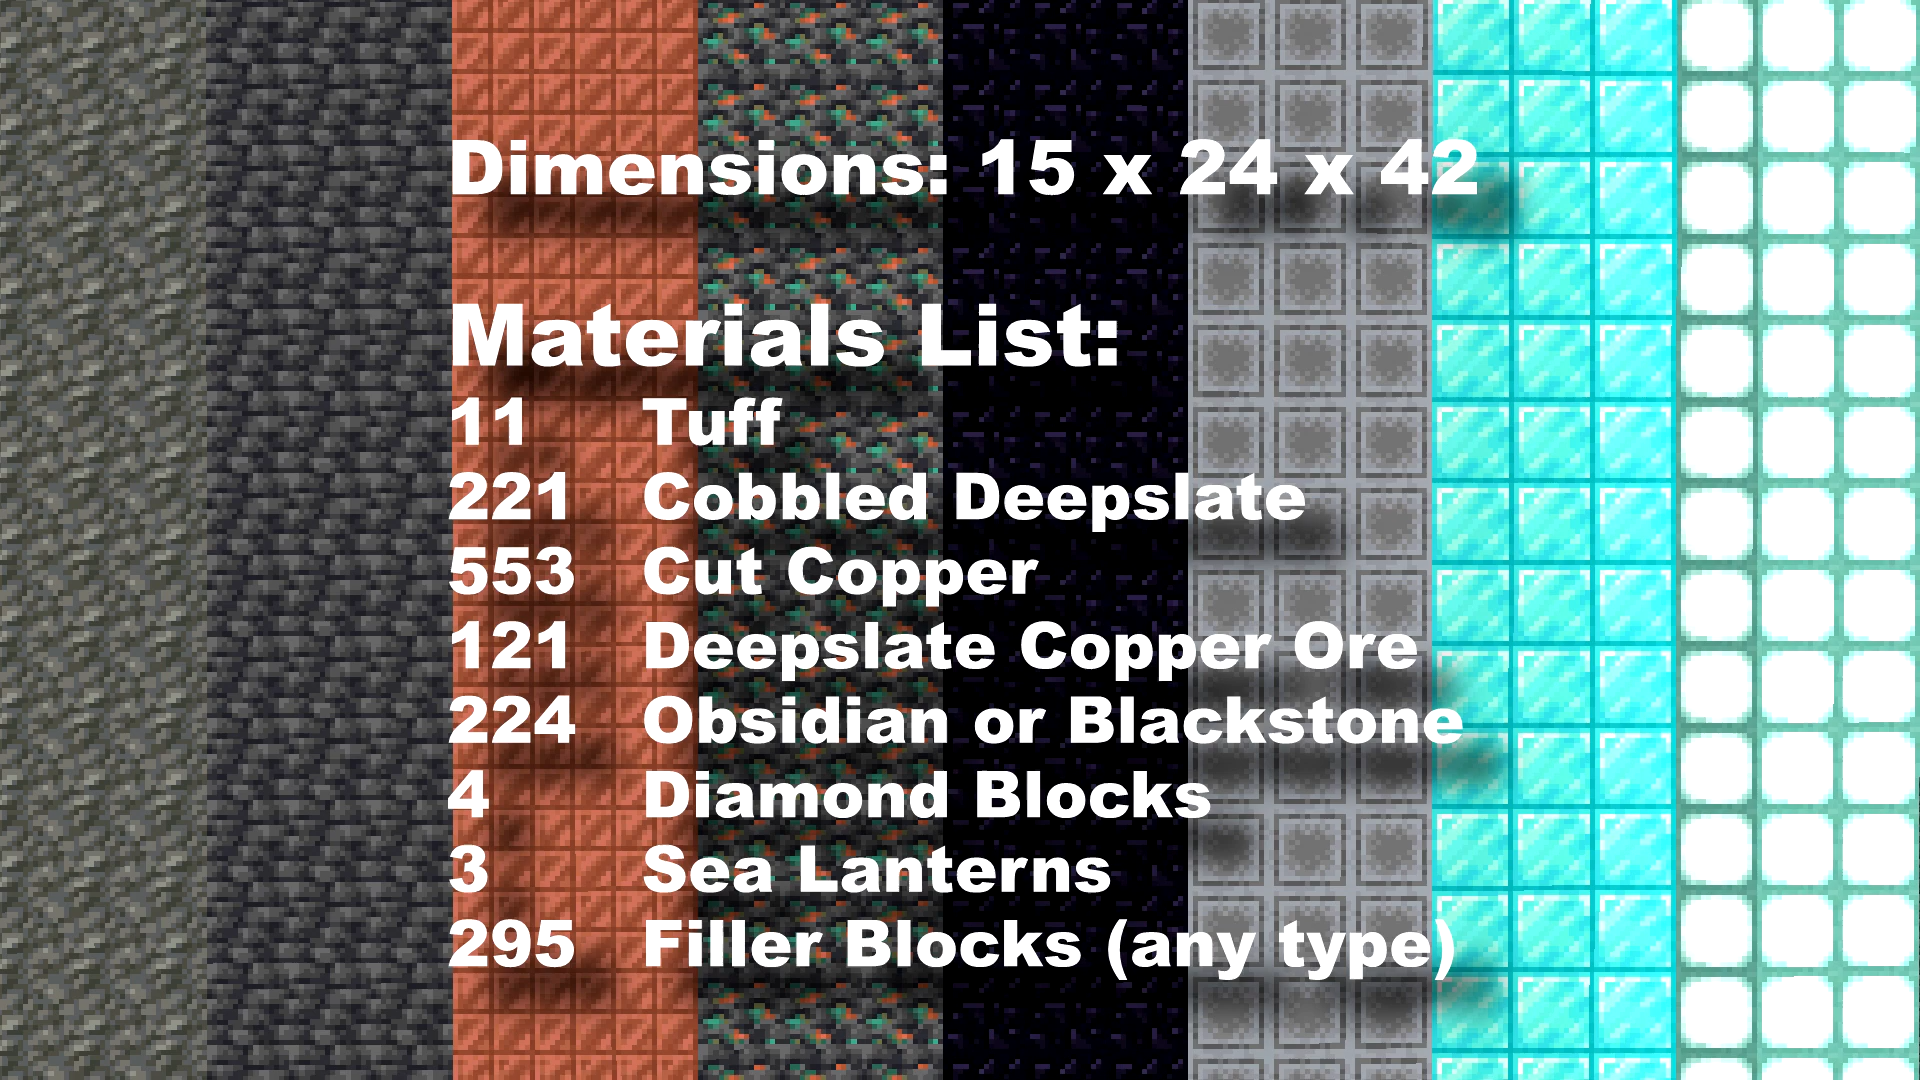 Dimensions: 15 x 24 x 42
Materials List:
11 Tuff
221 Cobbled Deepslate
553 Cut Copper
121 Deepslate Copper Ore
224 Obsidian or Blackstone
4 Diamond Blocks
3 Sea Lanterns
295 Filler Blocks (any type)